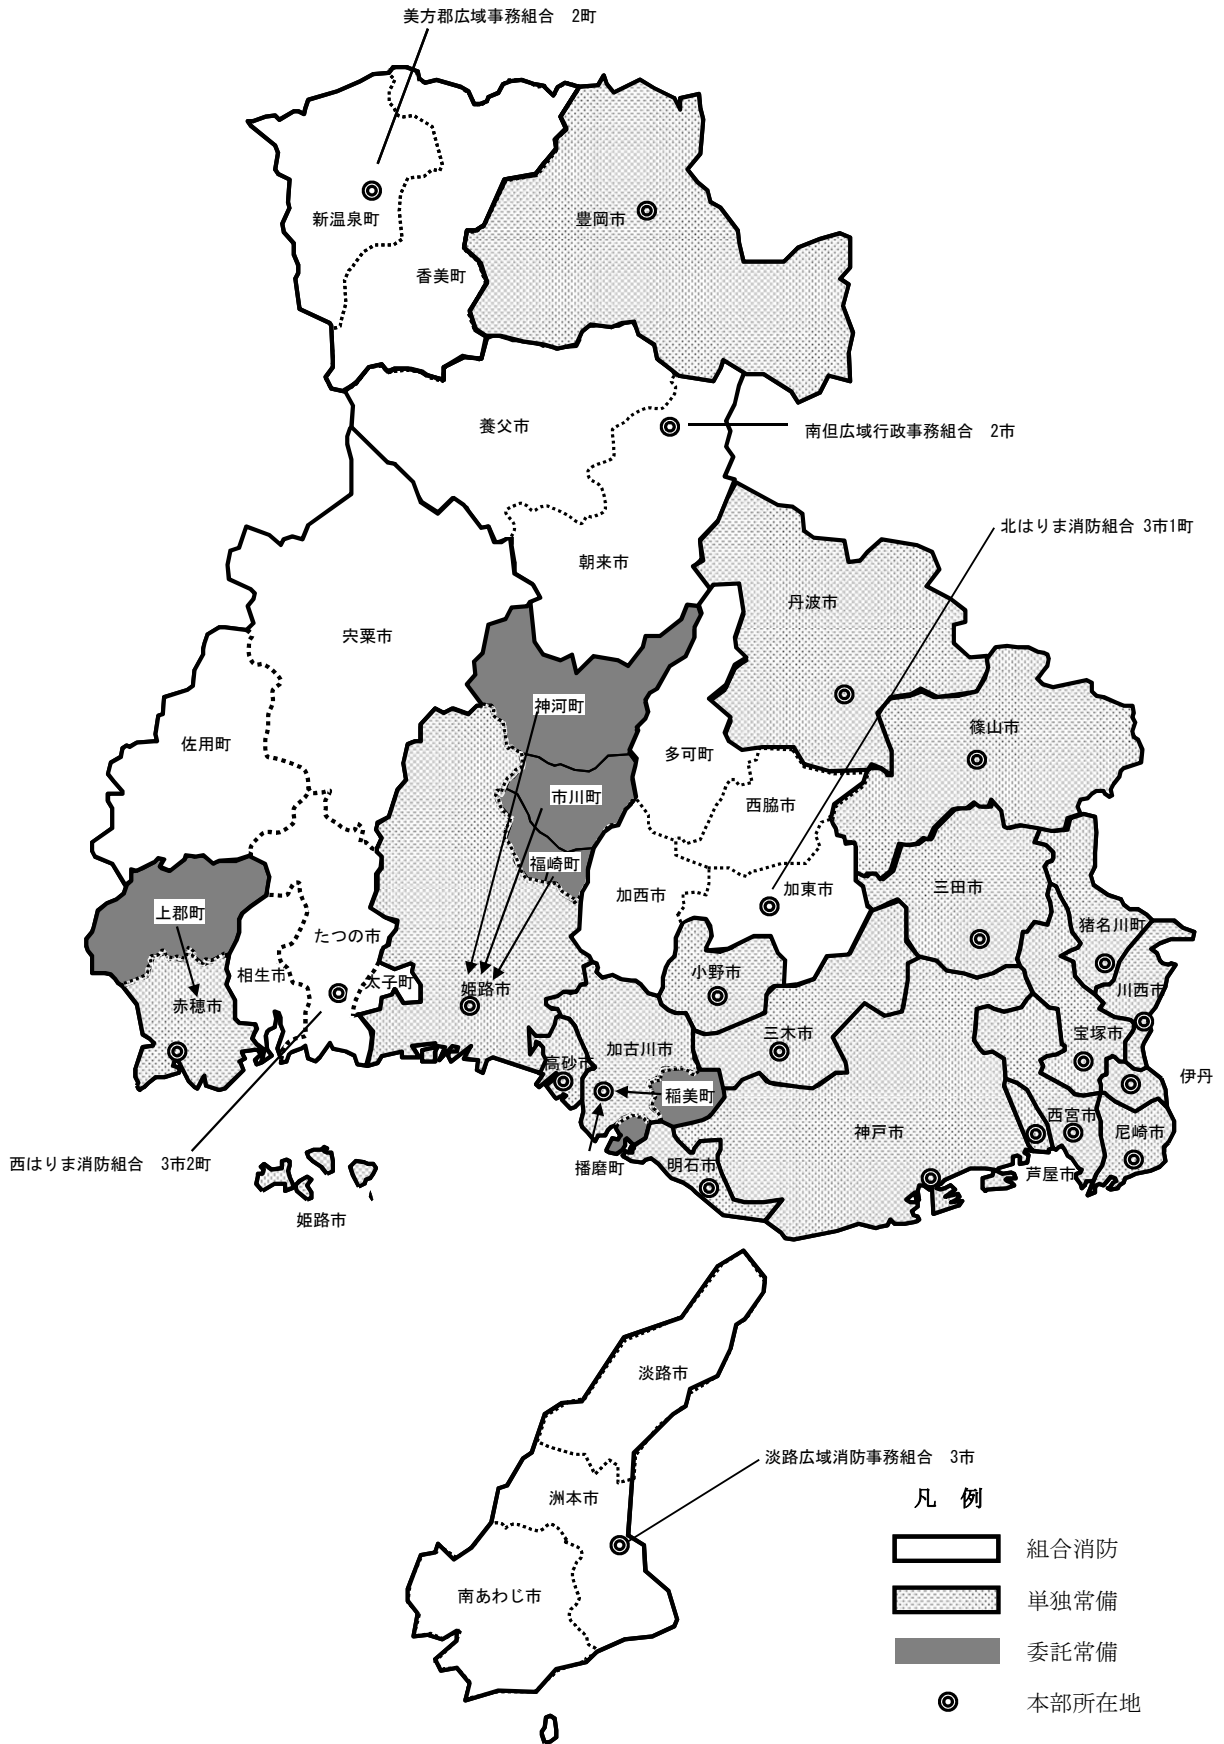 美方郡広域事務組合　2町
新温泉町
豊岡市
香美町
養父市
南但広域行政事務組合　2市
北はりま消防組合 3市1町
朝来市
丹波市
宍粟市
神河町
篠山市
佐用町
多可町
市川町
西脇市
福崎町
加西市
加東市
三田市
上郡町
たつの市
猪名川町
相生市
太子町
小野市
姫路市
川西市
赤穂市
三木市
宝塚市
加古川市
高砂市
伊丹
稲美町
西宮市
神戸市
尼崎市
西はりま消防組合　3市2町
播磨町
明石市
芦屋市
姫路市
淡路市
淡路広域消防事務組合　3市
洲本市
南あわじ市
凡　例
組合消防
単独常備
委託常備
本部所在地